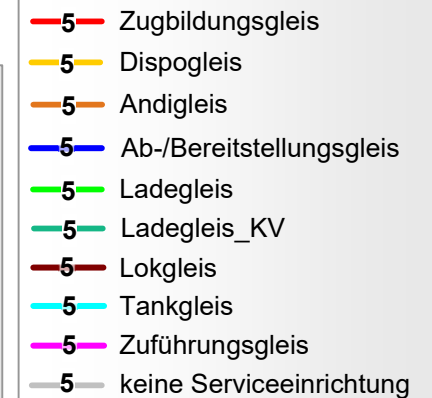 5 Zugbildungsgleis
5 Dispogleis
5 Andigleis
5 Ab-/Bereitstellungsgleis
5 Ladegleis
5 Ladegleis_KV
5 Lokgleis
5 Tankgleis
5 Zuführungsgleis
5 keine Serviceeinrichtung